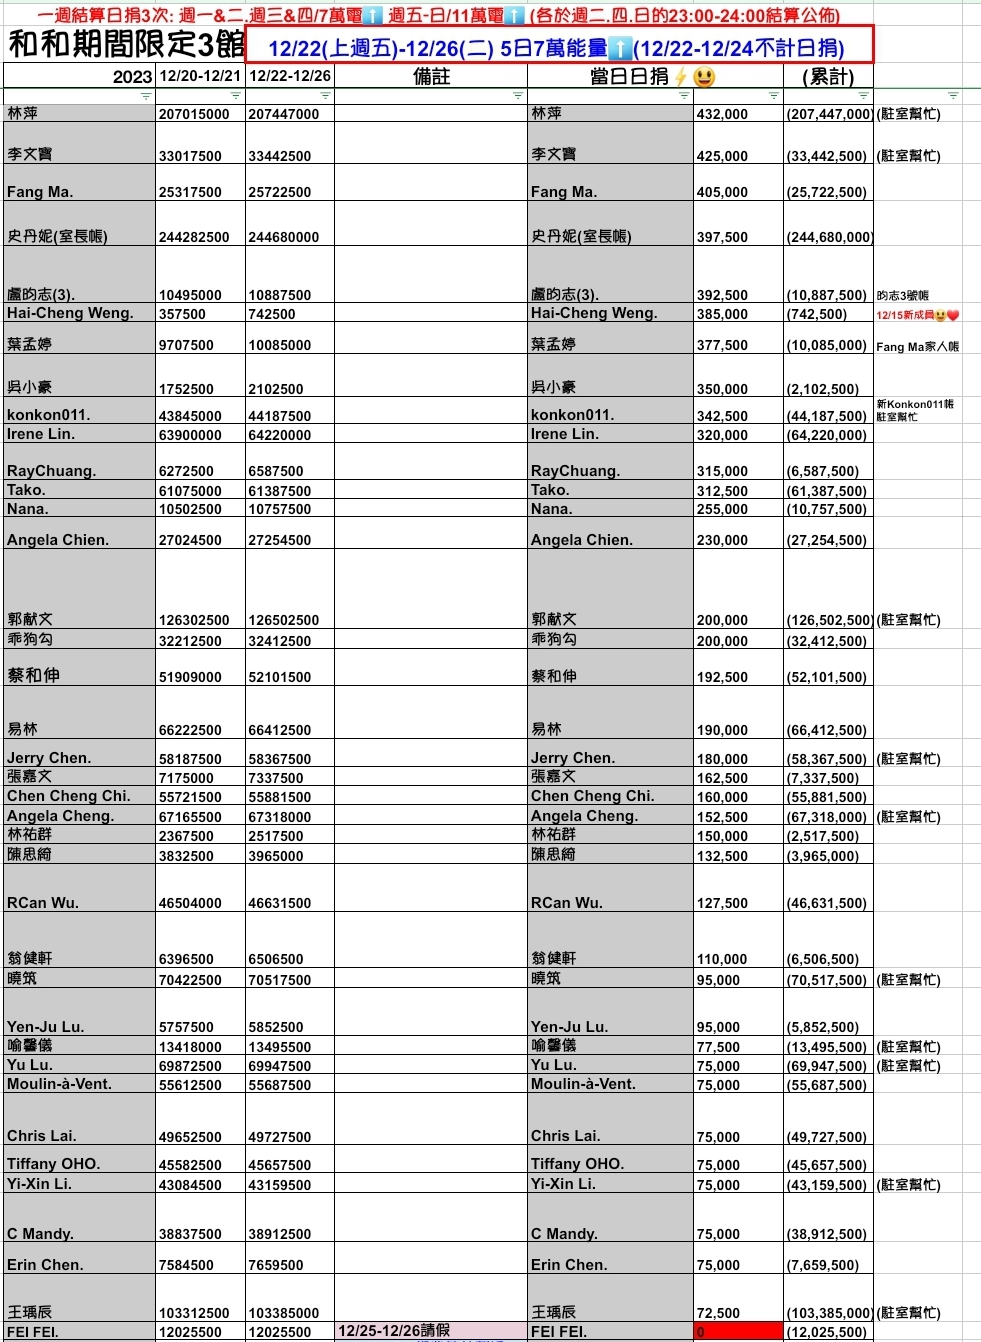 一週結算日捐3次: 週一&二.週三&四/7萬電⬆️ 週五-日/11萬電⬆️ (各於週二.四.日的23:00-24:00結算公佈)
和和期間限定3館 12/22(上週五)-12/26(二) 5日7萬能量⬆️(12/22-12/24不計日捐)
2023 12/20-12/21 12/22-12/26 備註 當日日捐⚡😃 (累計)
林萍 207015000 207447000 林萍 432,000 (207,447,000) (駐室幫忙)
李文寶 33017500 33442500 李文寶 425,000 (33,442,500) (駐室幫忙)
Fang Ma. 25317500 25722500 Fang Ma. 405,000 (25,722,500)
史丹妮(室長帳) 244282500 244680000 史丹妮(室長帳) 397,500 (244,680,000)
盧昀志(3). 10495000 10887500 盧昀志(3). 392,500 (10,887,500) 昀志3號帳
Hai-Cheng Weng. 357500 742500 Hai-Cheng Weng. 385,000 (742,500) 12/15新成員😃❤️
葉孟婷 9707500 10085000 葉孟婷 377,500 (10,085,000) Fang Ma家人帳
吳小豪 1752500 2102500 吳小豪 350,000 (2,102,500)
konkon011. 43845000 44187500 konkon011. 342,500 (44,187,500) 新Konkon011帳
駐室幫忙
Irene Lin. 63900000 64220000 Irene Lin. 320,000 (64,220,000)
RayChuang. 6272500 6587500 RayChuang. 315,000 (6,587,500)
Tako. 61075000 61387500 Tako. 312,500 (61,387,500)
Nana. 10502500 10757500 Nana. 255,000 (10,757,500)
Angela Chien. 27024500 27254500 Angela Chien. 230,000 (27,254,500)
郭献文 126302500 126502500 郭献文 200,000 (126,502,500) (駐室幫忙)
乖狗勾 32212500 32412500 乖狗勾 200,000 (32,412,500)
蔡和伸 51909000 52101500 蔡和伸 192,500 (52,101,500)
易林 66222500 66412500 易林 190,000 (66,412,500)
Jerry Chen. 58187500 58367500 Jerry Chen. 180,000 (58,367,500) (駐室幫忙)
張嘉文 7175000 7337500 張嘉文 162,500 (7,337,500)
Chen Cheng Chi. 55721500 55881500 Chen Cheng Chi. 160,000 (55,881,500)
Angela Cheng. 67165500 67318000 Angela Cheng. 152,500 (67,318,000) (駐室幫忙)
林祐群 2367500 2517500 林祐群 150,000 (2,517,500)
陳思綺 3832500 3965000 陳思綺 132,500 (3,965,000)
RCan Wu. 46504000 46631500 RCan Wu. 127,500 (46,631,500)
翁健軒 6396500 6506500 翁健軒 110,000 (6,506,500)
曉筑 70422500 70517500 曉筑 95,000 (70,517,500) (駐室幫忙)
Yen-Ju Lu. 5757500 5852500 Yen-Ju Lu. 95,000 (5,852,500)
喻馨儀 13418000 13495500 喻馨儀 77,500 (13,495,500) (駐室幫忙)
Yu Lu. 69872500 69947500 Yu Lu. 75,000 (69,947,500) (駐室幫忙)
Moulin-à-Vent. 55612500 55687500 Moulin-à-Vent. 75,000 (55,687,500)
Chris Lai. 49652500 49727500 Chris Lai. 75,000 (49,727,500)
Tiffany OHO. 45582500 45657500 Tiffany OHO. 75,000 (45,657,500)
Yi-Xin Li. 43084500 43159500 Yi-Xin Li. 75,000 (43,159,500) (駐室幫忙)
C Mandy. 38837500 38912500 C Mandy. 75,000 (38,912,500)
Erin Chen. 7584500 7659500 Erin Chen. 75,000 (7,659,500)
王瑀辰 103312500 103385000 王瑀辰 72,500 (103,385,000) (駐室幫忙)
FEI FEI. 12025500 12025500 12/25-12/26請假 FEI FEI. 0 (12,025,500)